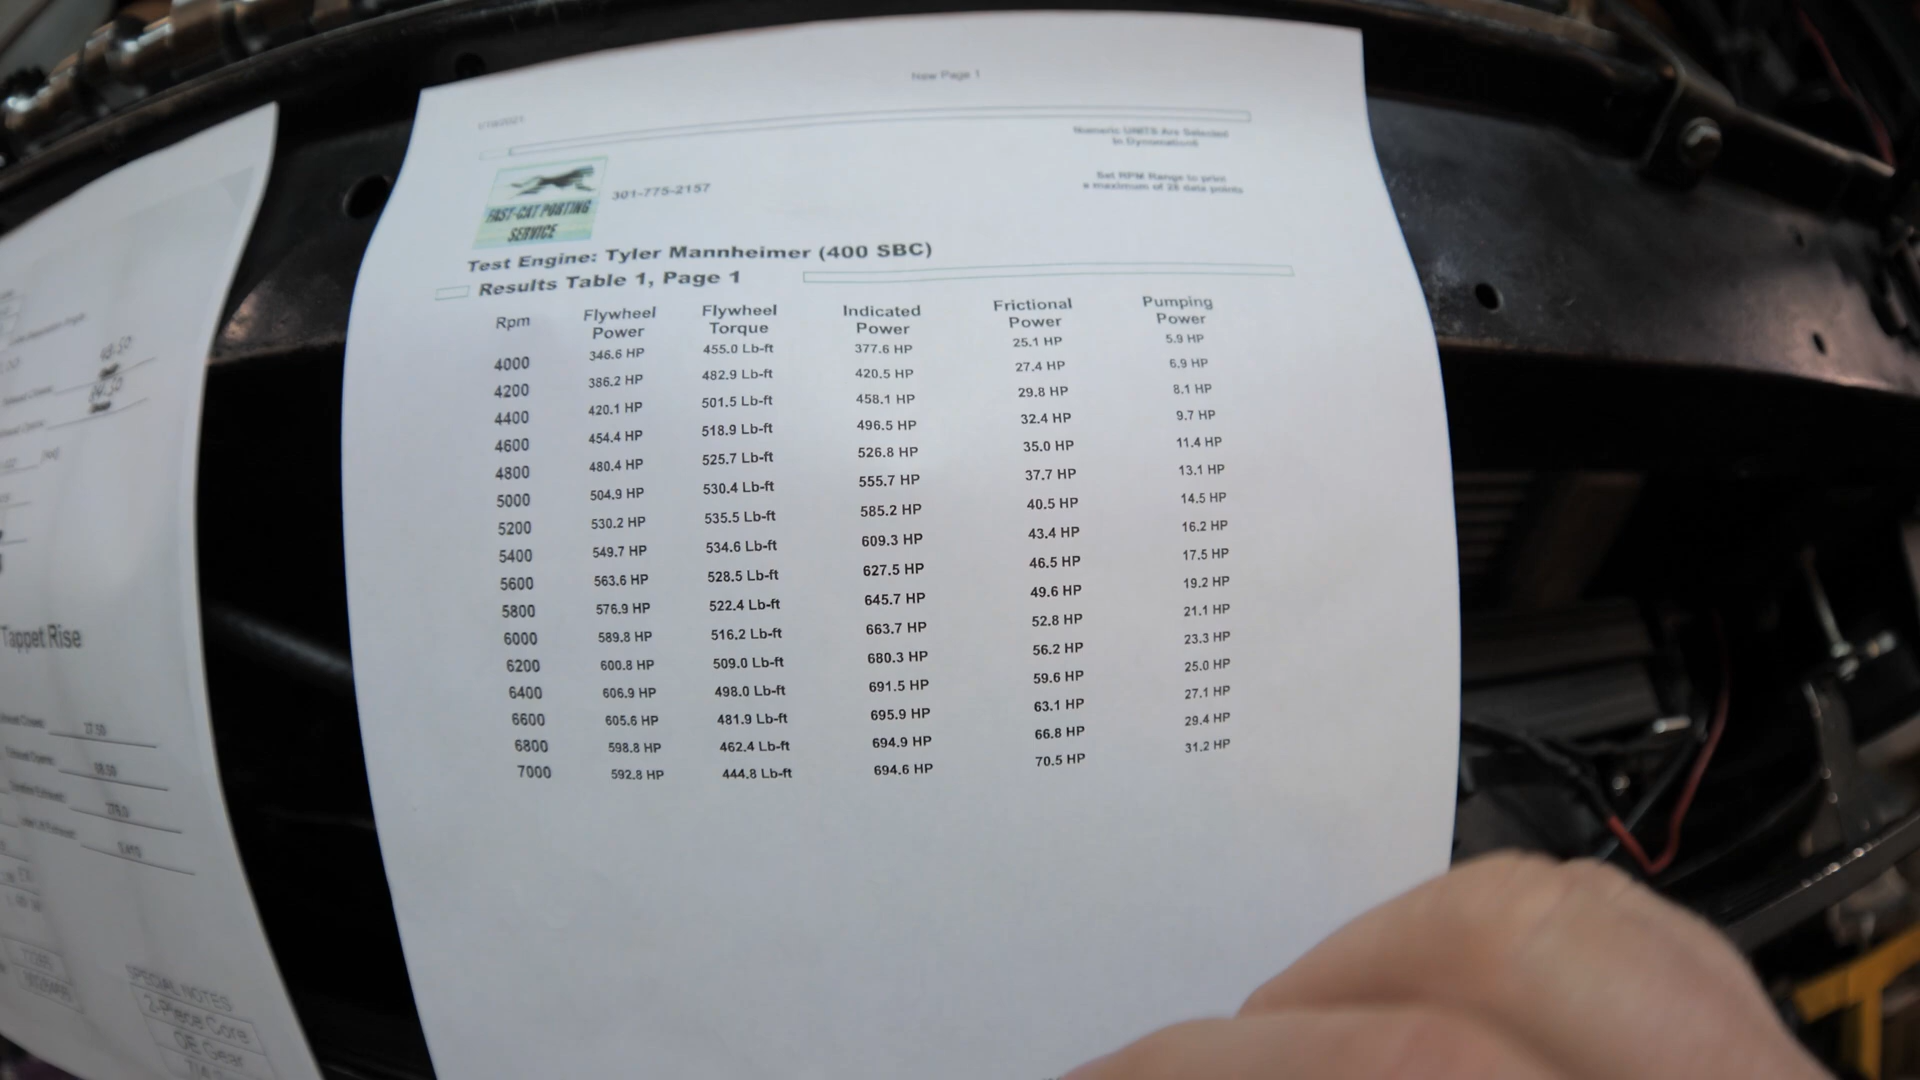 New Page 1
Numeric UNITS Are Selected
In Dynomation6
Set RPM Range to print
a maximum of 28 data points
FAST-CAT PORTING
SERVICE
301-775-2157
Test Engine: Tyler Mannheimer (400 SBC)
Results Table 1, Page 1
Rpm Flywheel Power Flywheel Torque Indicated Power Frictional Power Pumping Power
4000 346.6 HP 455.0 Lb-ft 377.6 HP 25.1 HP 5.9 HP
4200 386.2 HP 482.9 Lb-ft 420.5 HP 27.4 HP 6.9 HP
4400 420.1 HP 501.5 Lb-ft 458.1 HP 29.8 HP 8.1 HP
4600 454.4 HP 518.9 Lb-ft 496.5 HP 32.4 HP 9.7 HP
4800 480.4 HP 525.7 Lb-ft 526.8 HP 35.0 HP 11.4 HP
5000 504.9 HP 530.4 Lb-ft 555.7 HP 37.7 HP 13.1 HP
5200 530.2 HP 535.5 Lb-ft 585.2 HP 40.5 HP 14.5 HP
5400 549.7 HP 534.6 Lb-ft 609.3 HP 43.4 HP 16.2 HP
5600 563.6 HP 528.5 Lb-ft 627.5 HP 46.5 HP 17.5 HP
5800 576.9 HP 522.4 Lb-ft 645.7 HP 49.6 HP 19.2 HP
6000 589.8 HP 516.2 Lb-ft 663.7 HP 52.8 HP 21.1 HP
6200 600.8 HP 509.0 Lb-ft 680.3 HP 56.2 HP 23.3 HP
6400 606.9 HP 498.0 Lb-ft 691.5 HP 59.6 HP 25.0 HP
6600 605.6 HP 481.9 Lb-ft 695.9 HP 63.1 HP 27.1 HP
6800 598.8 HP 462.4 Lb-ft 694.9 HP 66.8 HP 29.4 HP
7000 592.8 HP 444.8 Lb-ft 694.6 HP 70.5 HP 31.2 HP
Tappet Rise
SPECIAL NOTES
2-Piece Core
OE Gear